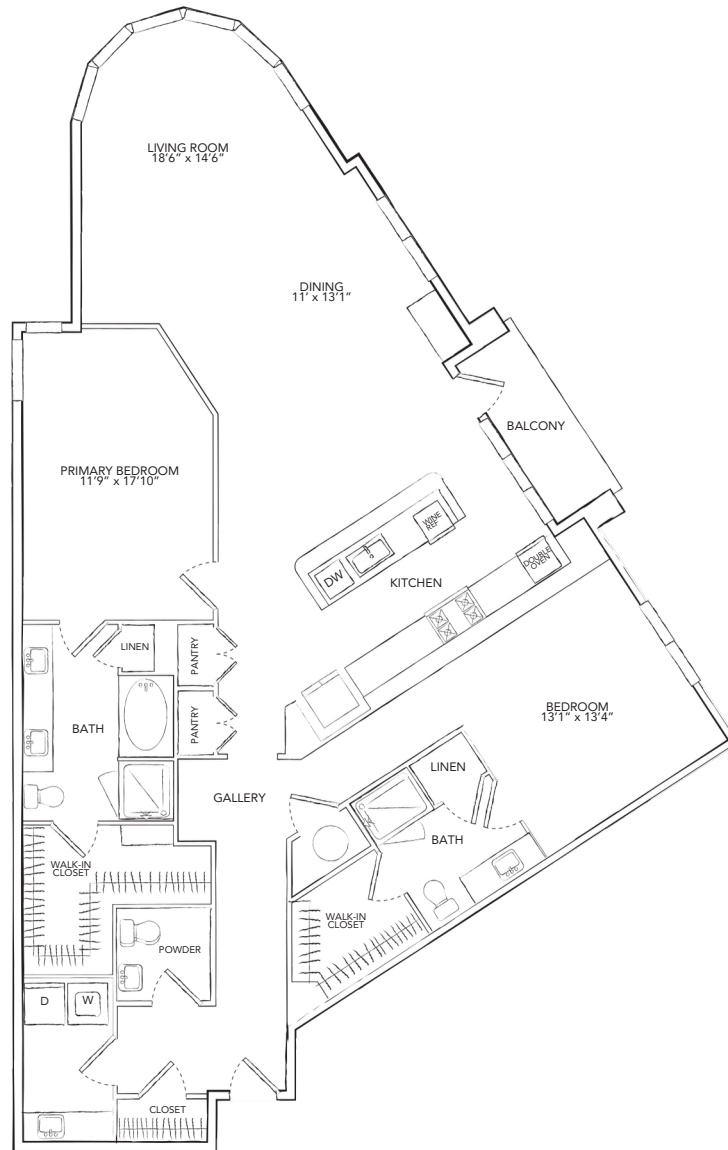 LIVING ROOM
18'6" x 14'6"
DINING
11' x 13'1"
BALCONY
PRIMARY BEDROOM
11'9" x 17'10"
WINE
REF
DW
KITCHEN
DOUBLE
OVEN
LINEN
PANTRY
PANTRY
BATH
BEDROOM
13'1" x 13'4"
LINEN
GALLERY
BATH
WALK-IN
CLOSET
WALK-IN
CLOSET
POWDER
D
W
CLOSET